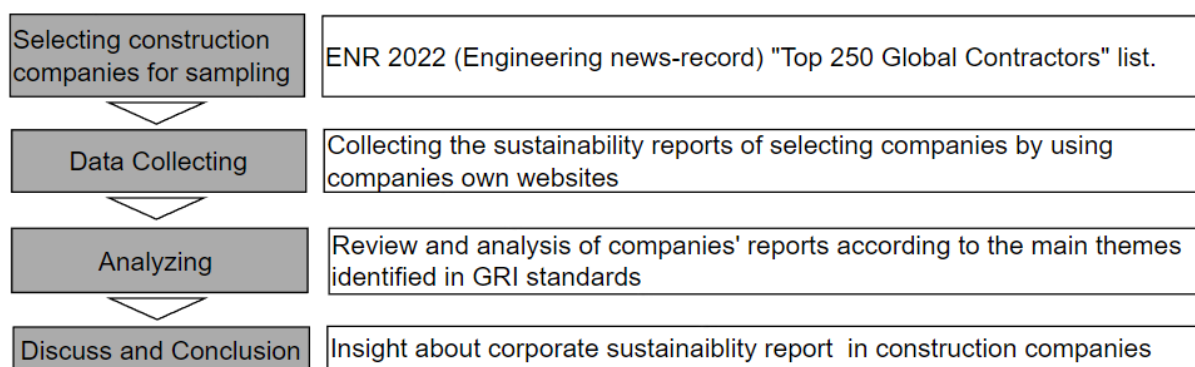 Selecting construction
companies for sampling
ENR 2022 (Engineering news-record) "Top 250 Global Contractors" list.
Data Collecting
Collecting the sustainability reports of selecting companies by using
companies own websites
Analyzing
Review and analysis of companies' reports according to the main themes
identified in GRI standards
Discuss and Conclusion
Insight about corporate sustainaiblity report in construction companies